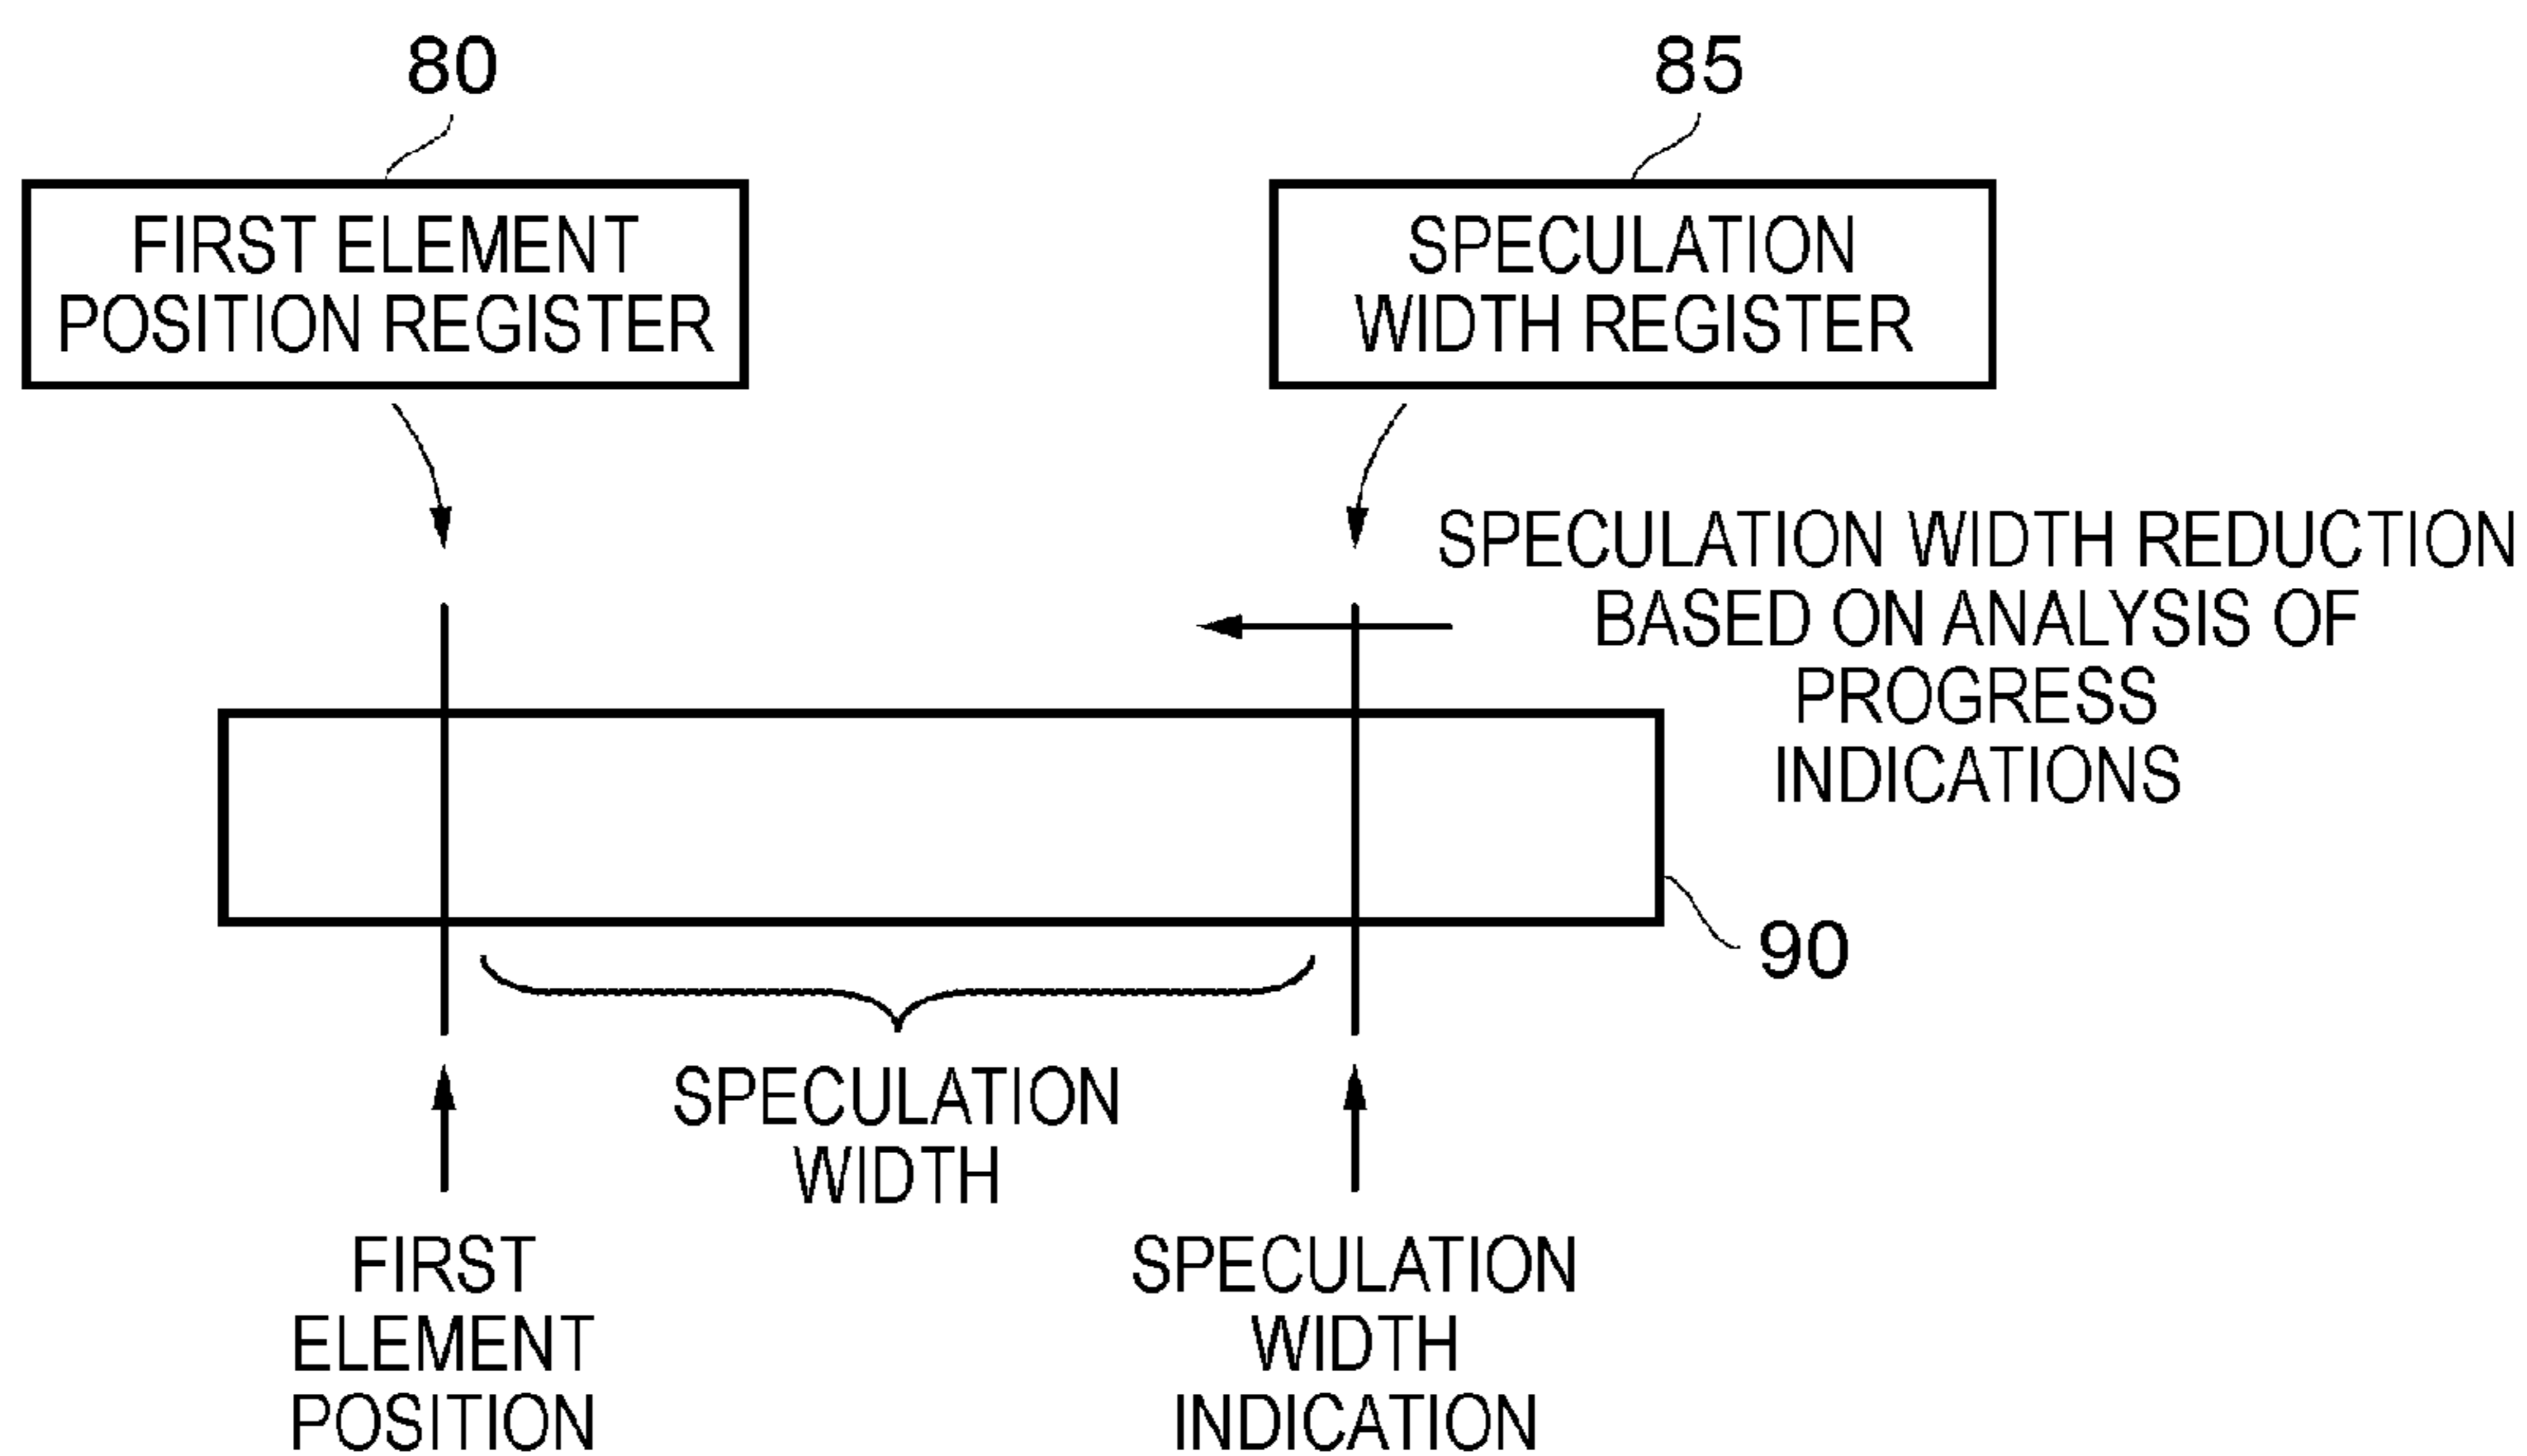 80
85
FIRST ELEMENT
POSITION REGISTER
SPECULATION
WIDTH REGISTER
SPECULATION WIDTH REDUCTION
BASED ON ANALYSIS OF
PROGRESS
INDICATIONS
90
SPECULATION
WIDTH
FIRST
ELEMENT
POSITION
SPECULATION
WIDTH
INDICATION